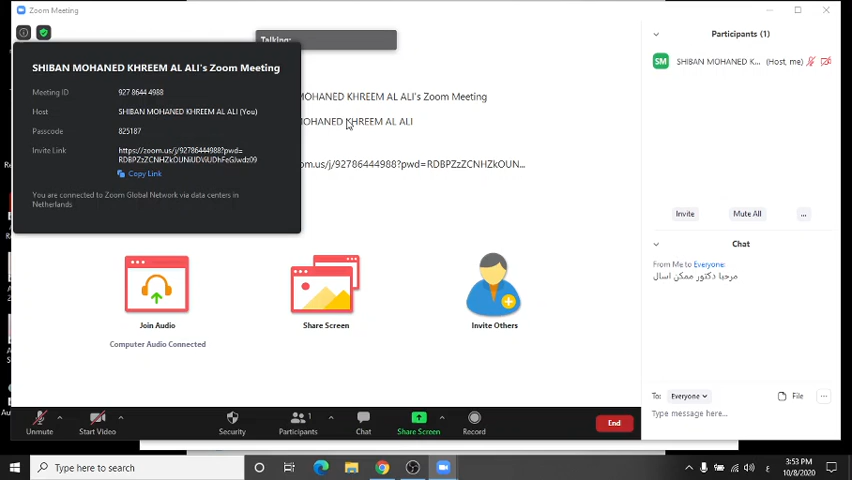 Zoom Meeting
Talking:
SHIBAN MOHANED KHREEM AL ALI's Zoom Meeting
Meeting ID 927 8644 4988
Host SHIBAN MOHANED KHREEM AL ALI (You)
Passcode 825187
Invite Link https://zoom.us/j/92786444988?pwd=
Copy Link
You are connected to Zoom Global Network via data centers in
Netherlands
MOHANED KHREEM AL ALI's Zoom Meeting
MOHANED KHREEM AL ALI
om.us/j/92786444988?pwd=RDBPZzZCNHZkOUN...
Join Audio
Computer Audio Connected
Share Screen
Invite Others
Participants (1)
SM SHIBAN MOHANED K... (Host, me)
Invite Mute All ...
Chat
From Me to Everyone:
مرحبا دكتور ممكن اسال
To: Everyone File ...
Type message here...
Unmute
Start Video
Security
Participants 1
Chat
Share Screen
Record
End
Type here to search
ع
3:53 PM
10/8/2020